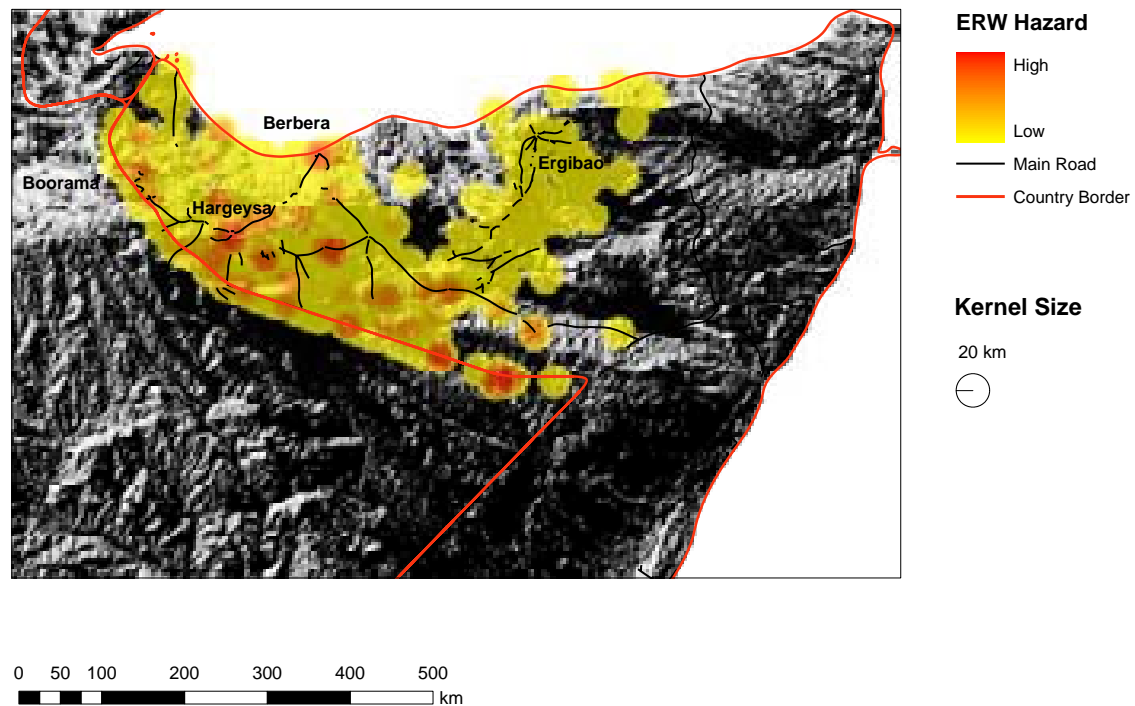 ERW Hazard
High
Low
Main Road
Country Border
Berbera
Ergibao
Boorama
Hargeysa
Kernel Size
20 km
0 50 100 200 300 400 500
km